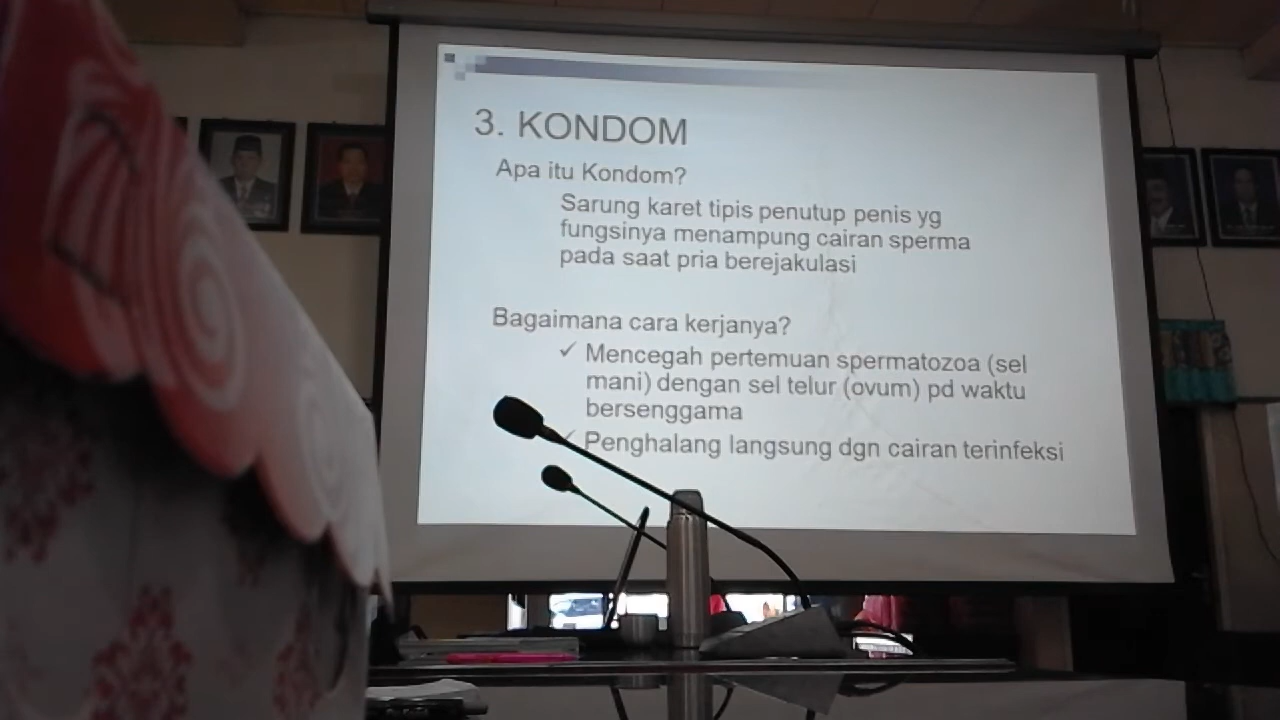 3. KONDOM
Apa itu Kondom?
Sarung karet tipis penutup penis yg
fungsinya menampung cairan sperma
pada saat pria berejakulasi
Bagaimana cara kerjanya?
✓ Mencegah pertemuan spermatozoa (sel
mani) dengan sel telur (ovum) pd waktu
bersenggama
✓ Penghalang langsung dgn cairan terinfeksi